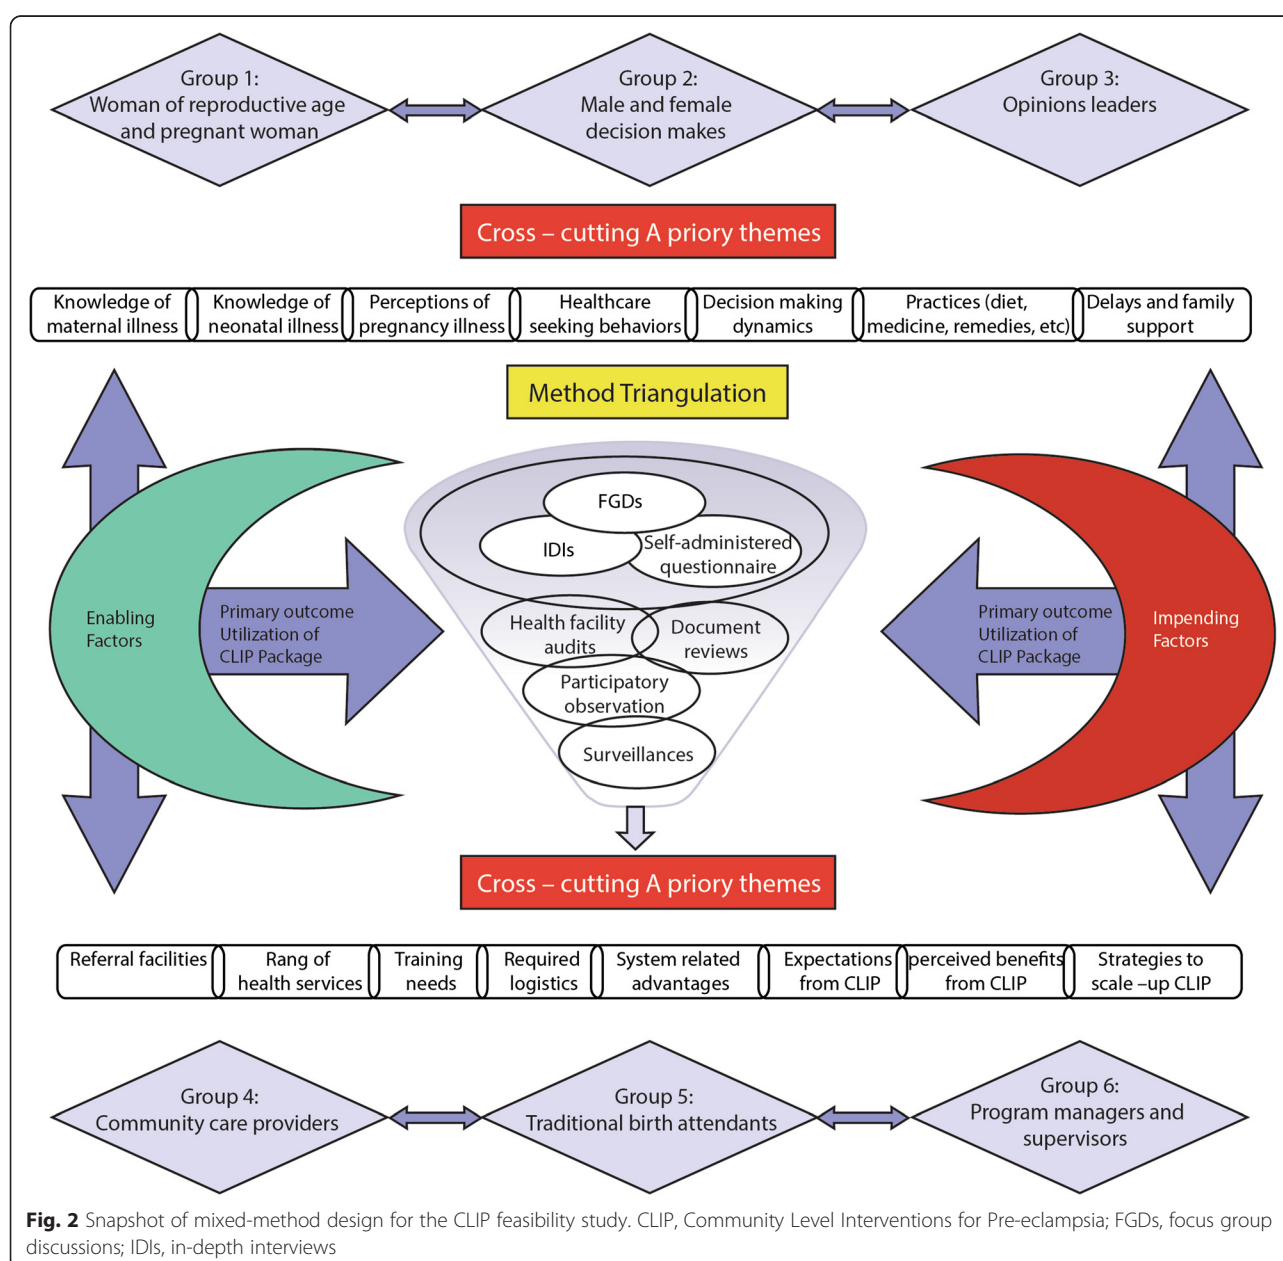 Group 1:
Woman of reproductive age
and pregnant woman
Group 2:
Male and female
decision makes
Group 3:
Opinions leaders
Cross – cutting A priory themes
Knowledge of
maternal illness
Knowledge of
neonatal illness
Perceptions of
pregnancy illness
Healthcare
seeking behaviors
Decision making
dynamics
Practices (diet,
medicine, remedies, etc)
Delays and family
support
Method Triangulation
FGDs
IDIs
Self-administered
questionnaire
Health facility
audits
Document
reviews
Participatory
observation
Surveillances
Enabling
Factors
Primary outcome
Utilization of
CLIP Package
Primary outcome
Utilization of
CLIP Package
Impending
Factors
Cross – cutting A priory themes
Referral facilities
Rang of
health services
Training
needs
Required
logistics
System related
advantages
Expectations
from CLIP
perceived benefits
from CLIP
Strategies to
scale –up CLIP
Group 4:
Community care providers
Group 5:
Traditional birth attendants
Group 6:
Program managers and
supervisors
Fig. 2 Snapshot of mixed-method design for the CLIP feasibility study. CLIP, Community Level Interventions for Pre-eclampsia; FGDs, focus group
discussions; IDIs, in-depth interviews